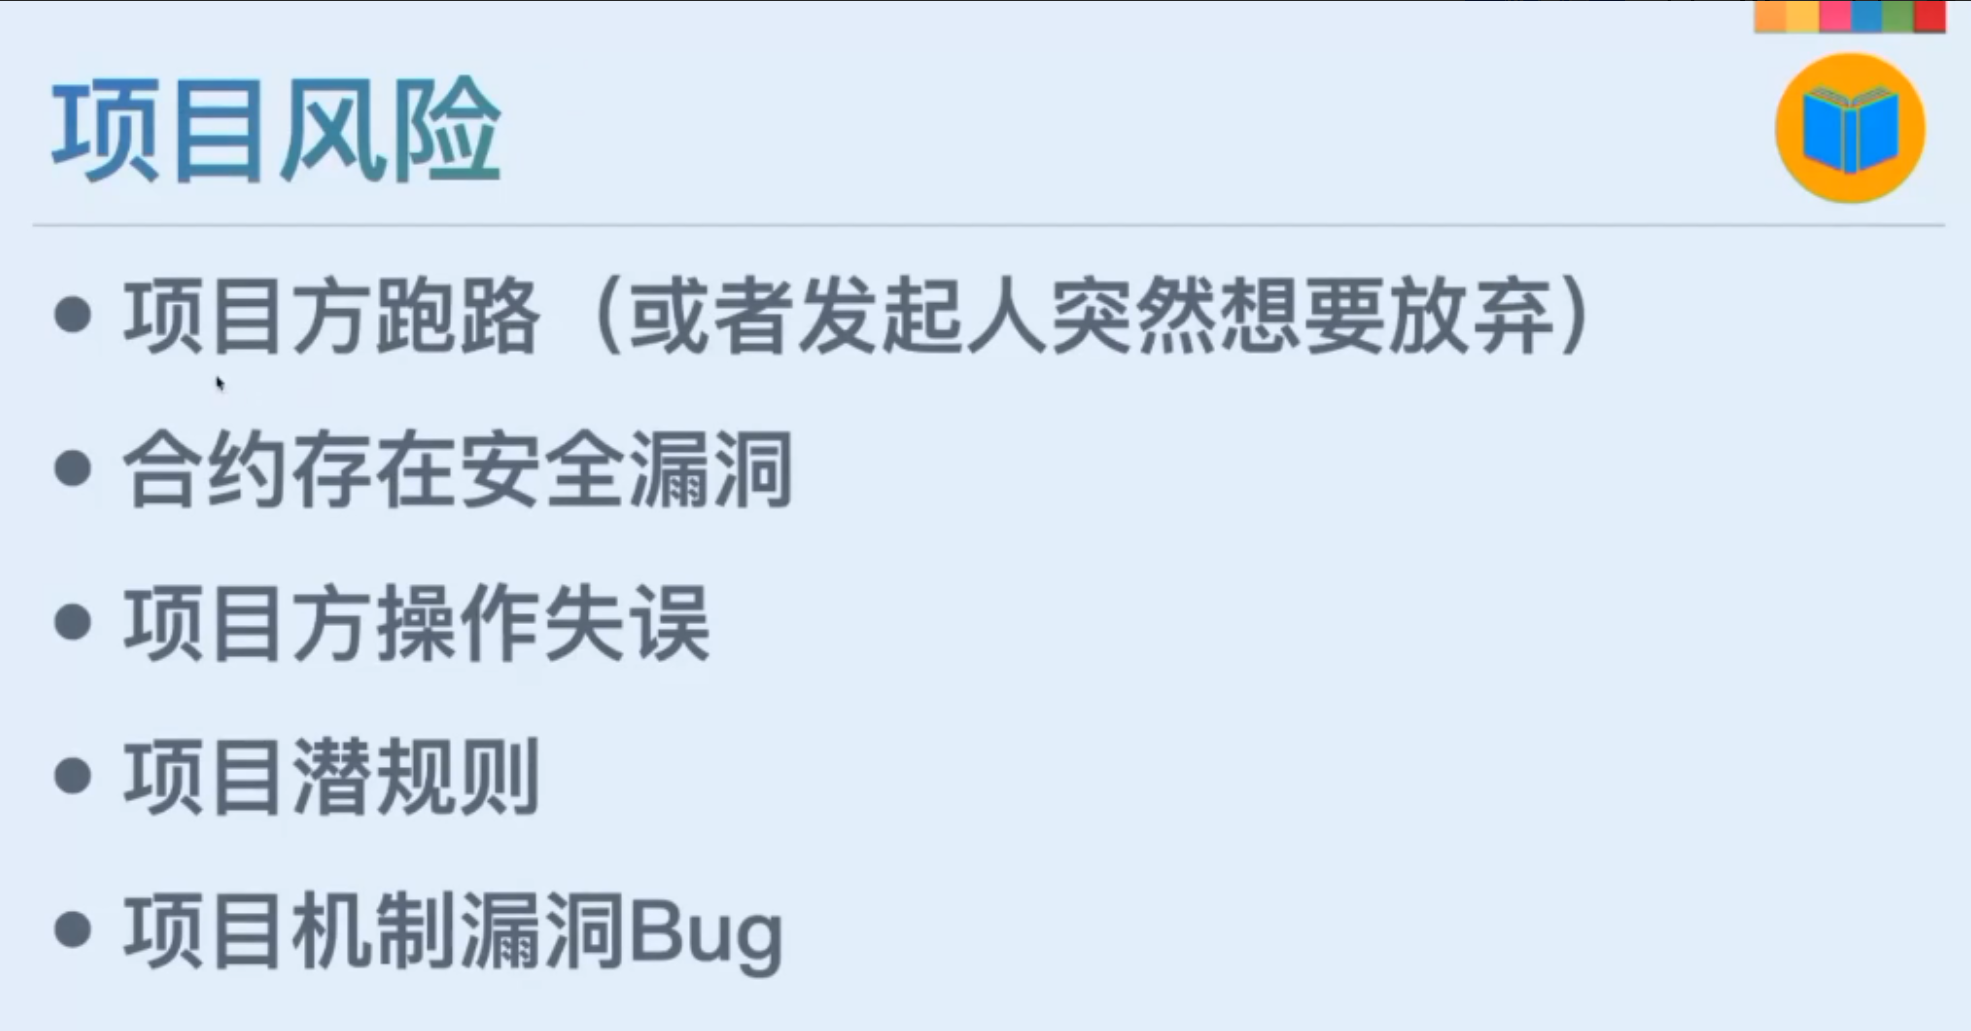 项目风险
项目方跑路（或者发起人突然想要放弃）
合约存在安全漏洞
项目方操作失误
项目潜规则
项目机制漏洞Bug